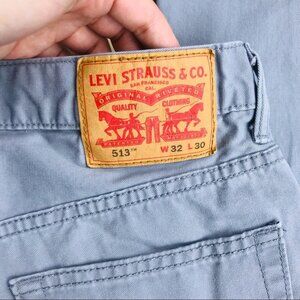 LEVI STRAUSS & CO.
SAN FRANCISCO
CAL.
ORIGINAL RIVETED
QUALITY CLOTHING
513™ W 32 L 30